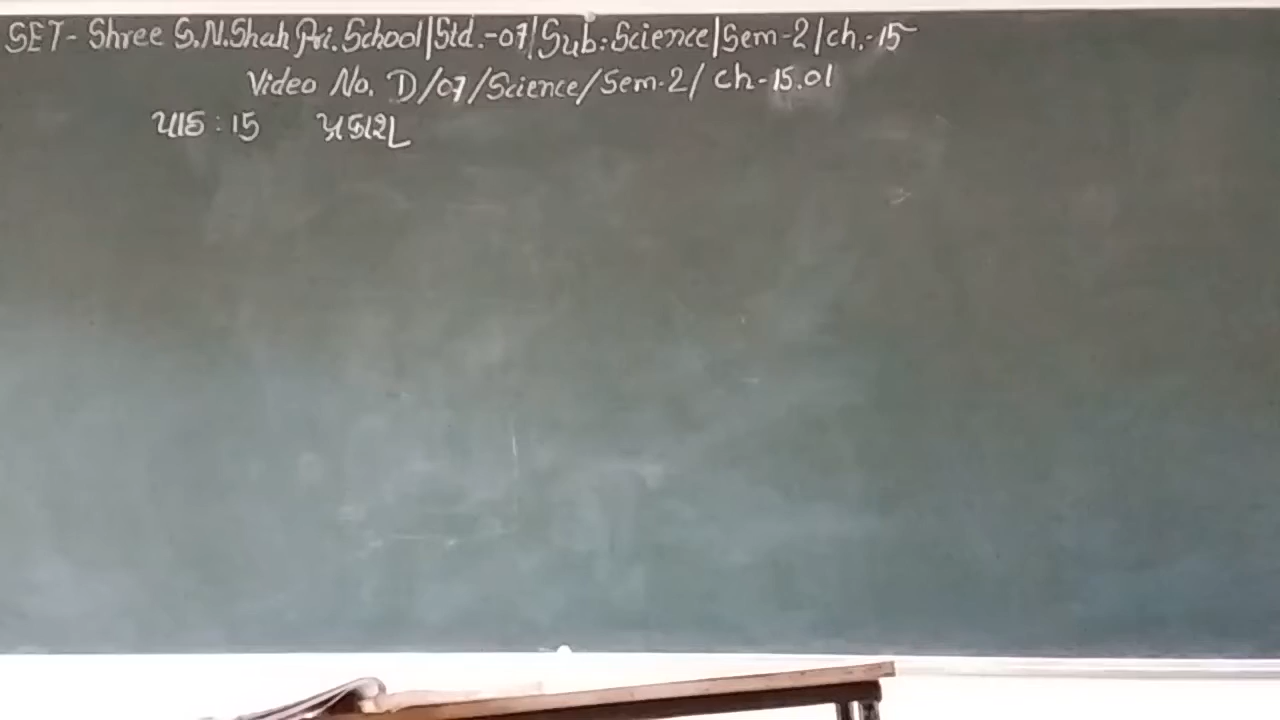 SET- Shree S.N.Shah Pri. School/Std.-07/Sub:Science/Sem-2/ch.-15
Video No. D/07/Science/Sem-2/ Ch-15.01
પાઠ : 15 પ્રકાશ